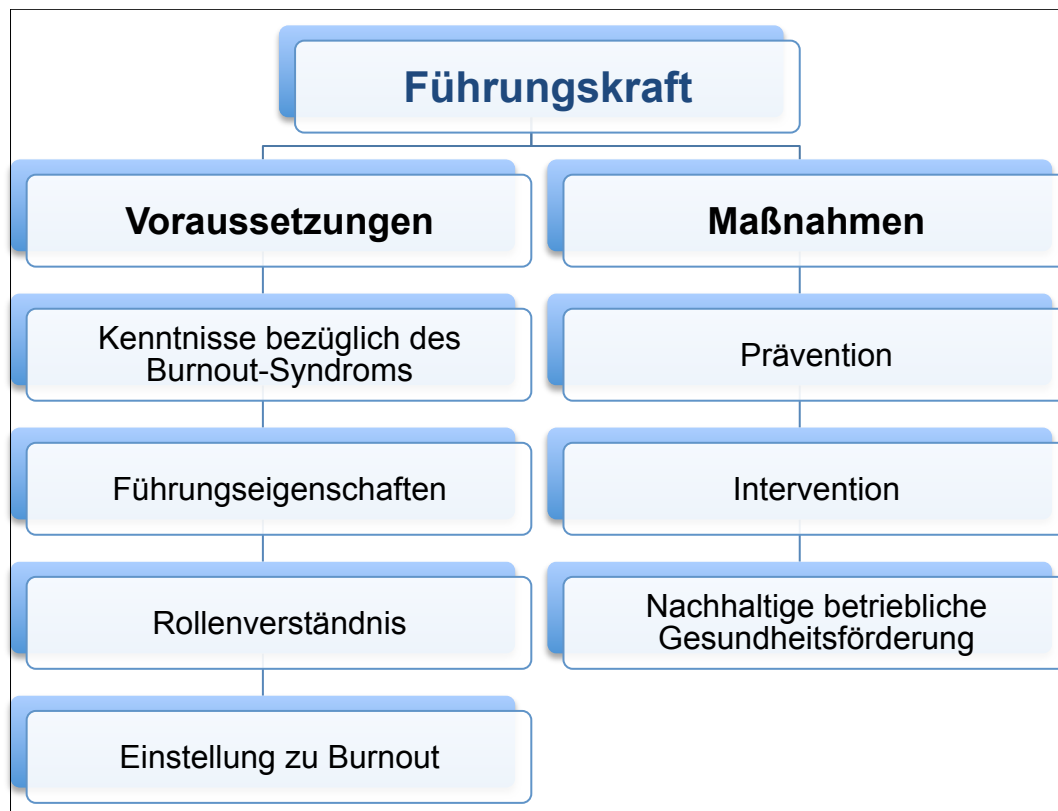 Führungskraft
Voraussetzungen
Kenntnisse bezüglich des
Burnout-Syndroms
Führungseigenschaften
Rollenverständnis
Einstellung zu Burnout
Maßnahmen
Prävention
Intervention
Nachhaltige betriebliche
Gesundheitsförderung